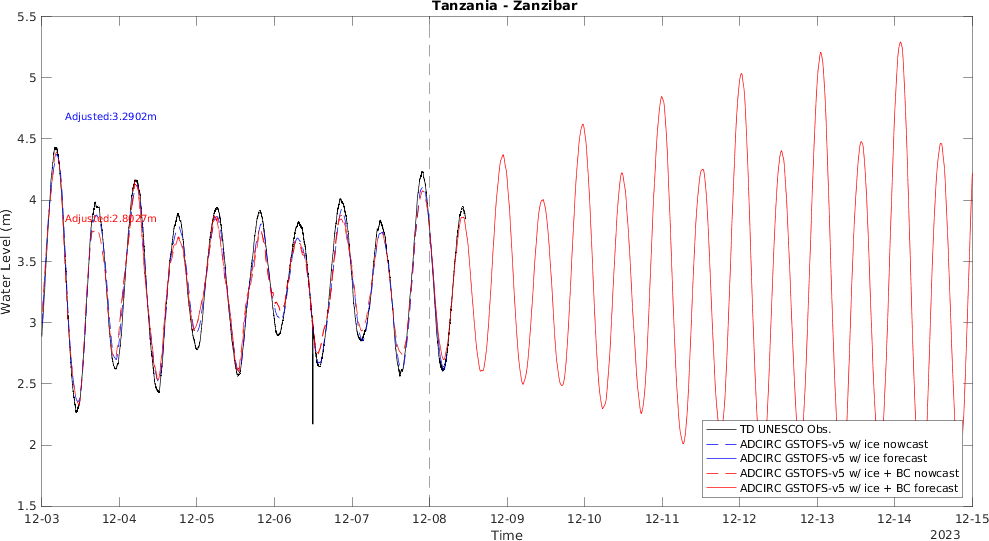 Tanzania - Zanzibar
5.5
5
4.5
4
3.5
3
2.5
2
1.5
Water Level (m)
Adjusted:3.2902m
Adjusted:2.8027m
TD UNESCO Obs.
ADCIRC GSTOFS-v5 w/ ice nowcast
ADCIRC GSTOFS-v5 w/ ice forecast
ADCIRC GSTOFS-v5 w/ ice + BC nowcast
ADCIRC GSTOFS-v5 w/ ice + BC forecast
12-03 12-04 12-05 12-06 12-07 12-08 12-09 12-10 12-11 12-12 12-13 12-14 12-15
Time
2023